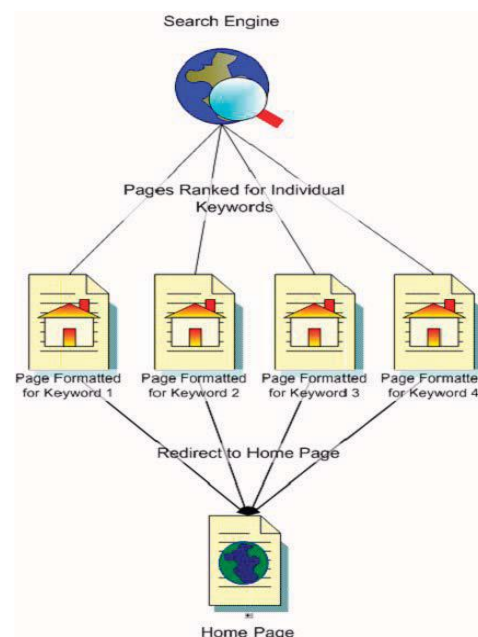 Search Engine
Pages Ranked for Individual
Keywords
Page Formatted
for Keyword 1
Page Formatted
for Keyword 2
Page Formatted
for Keyword 3
Page Formatte
for Keyword 4
Redirect to Home Page
Home Page